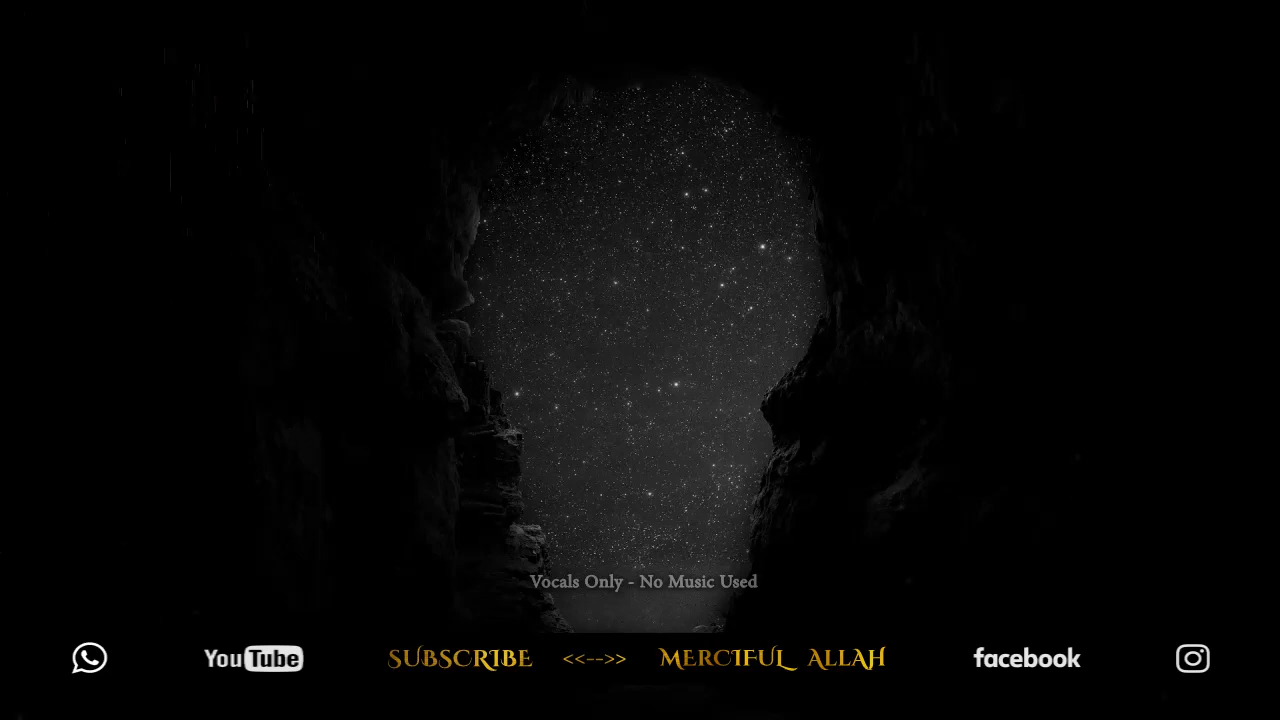 Vocals Only - No Music Used
YouTube SUBSCRIBE <<-->> MERCIFUL ALLAH facebook